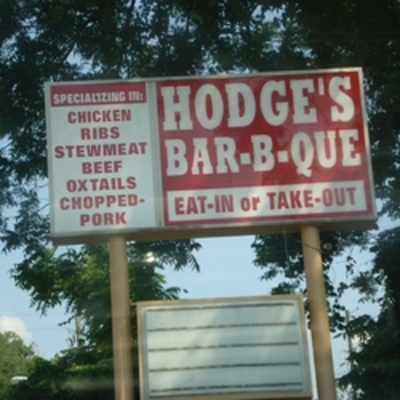 SPECIALIZING IN:
CHICKEN
RIBS
STEWMEAT
BEEF
OXTAILS
CHOPPED-
PORK
HODGE'S
BAR-B-QUE
EAT-IN or TAKE-OUT